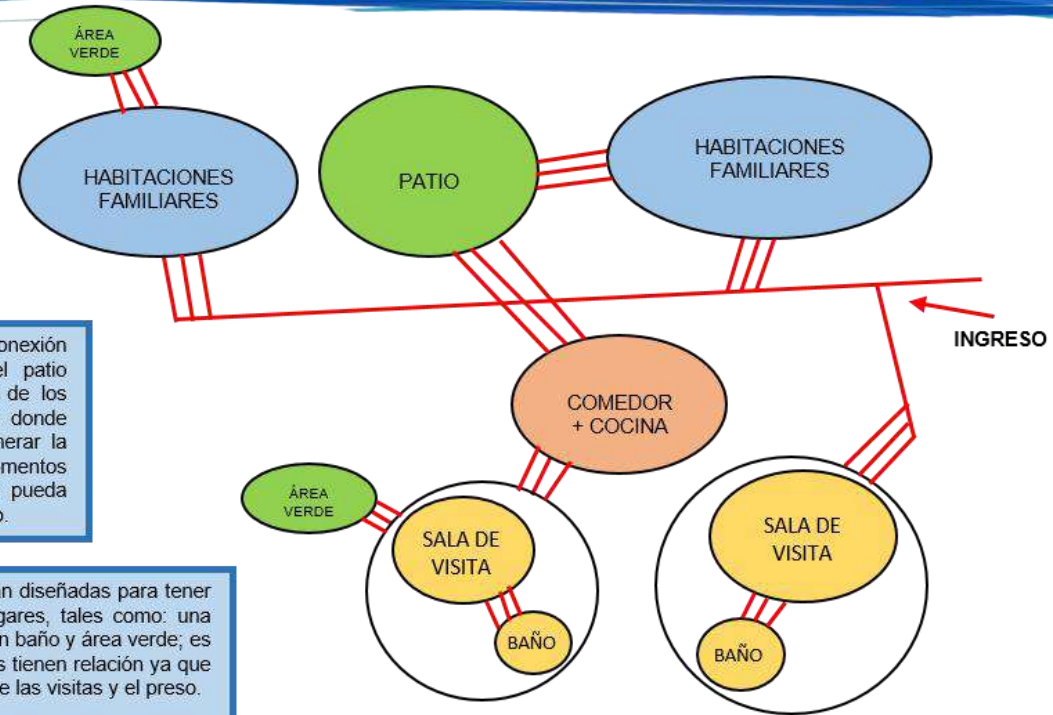 ÁREA
VERDE
HABITACIONES
FAMILIARES
PATIO
HABITACIONES
FAMILIARES
INGRESO
onexión
el patio
de los
donde
nerar la
mentos
pueda
o.
COMEDOR
+ COCINA
ÁREA
VERDE
SALA DE
VISITA
BAÑO
SALA DE
VISITA
BAÑO
án diseñadas para tener
gares, tales como: una
n baño y área verde; es
s tienen relación ya que
e las visitas y el preso.